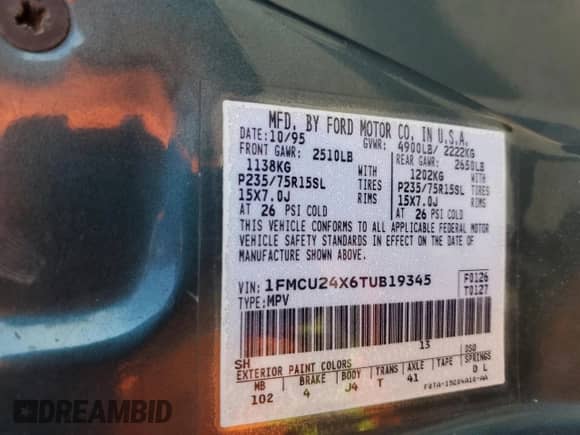 MFD. BY FORD MOTOR CO. IN U.S.A.
DATE: 10/95 GVWR: 4900LB/ 2222KG
FRONT GAWR: 2510LB REAR GAWR: 2650LB
1138KG WITH 1202KG WITH
P235/75R15SL TIRES P235/75R15SL TIRES
15X7.0J RIMS 15X7.0J RIMS
AT 26 PSI COLD AT 26 PSI COLD
THIS VEHICLE CONFORMS TO ALL APPLICABLE FEDERAL MOTOR
VEHICLE SAFETY STANDARDS IN EFFECT ON THE DATE OF
MANUFACTURE SHOWN ABOVE.
VIN: 1FMCU24X6TUB19345 F0126
TYPE: MPV T0127
SH 13 DSO
EXTERIOR PAINT COLORS
MB BRAKE BODY TRANS AXLE TAPE SPRINGS
102 4 J4 T 41 D L
DREAMBID